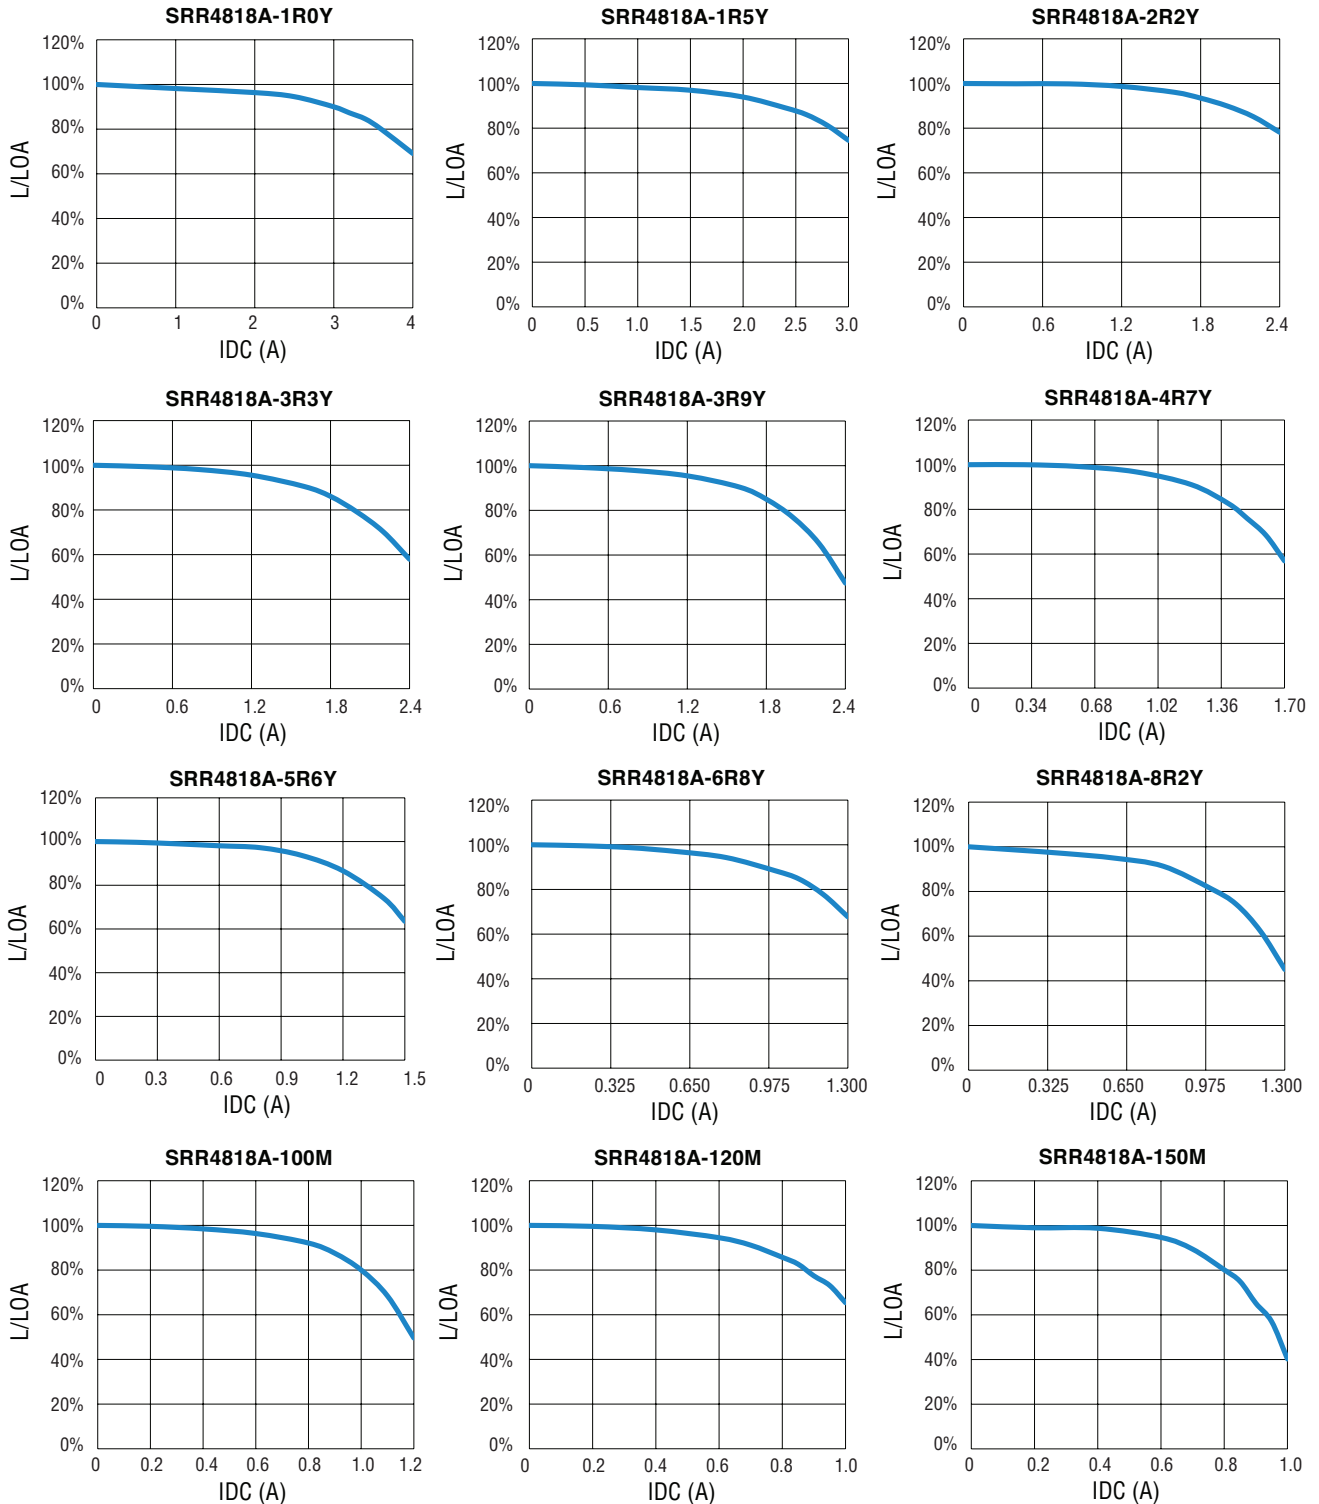 SRR4818A-1R0Y
120%
100%
80%
60%
40%
20%
0%
L/LOA
0 1 2 3 4
IDC (A)
SRR4818A-1R5Y
120%
100%
80%
60%
40%
20%
0%
L/LOA
0 0.5 1.0 1.5 2.0 2.5 3.0
IDC (A)
SRR4818A-2R2Y
120%
100%
80%
60%
40%
20%
0%
L/LOA
0 0.6 1.2 1.8 2.4
IDC (A)
SRR4818A-3R3Y
120%
100%
80%
60%
40%
20%
0%
L/LOA
0 0.6 1.2 1.8 2.4
IDC (A)
SRR4818A-3R9Y
120%
100%
80%
60%
40%
20%
0%
L/LOA
0 0.6 1.2 1.8 2.4
IDC (A)
SRR4818A-4R7Y
120%
100%
80%
60%
40%
20%
0%
L/LOA
0 0.34 0.68 1.02 1.36 1.70
IDC (A)
SRR4818A-5R6Y
120%
100%
80%
60%
40%
20%
0%
L/LOA
0 0.3 0.6 0.9 1.2 1.5
IDC (A)
SRR4818A-6R8Y
120%
100%
80%
60%
40%
20%
0%
L/LOA
0 0.325 0.650 0.975 1.300
IDC (A)
SRR4818A-8R2Y
120%
100%
80%
60%
40%
20%
0%
L/LOA
0 0.325 0.650 0.975 1.300
IDC (A)
SRR4818A-100M
120%
100%
80%
60%
40%
20%
0%
L/LOA
0 0.2 0.4 0.6 0.8 1.0 1.2
IDC (A)
SRR4818A-120M
120%
100%
80%
60%
40%
20%
0%
L/LOA
0 0.2 0.4 0.6 0.8 1.0
IDC (A)
SRR4818A-150M
120%
100%
80%
60%
40%
20%
0%
L/LOA
0 0.2 0.4 0.6 0.8 1.0
IDC (A)